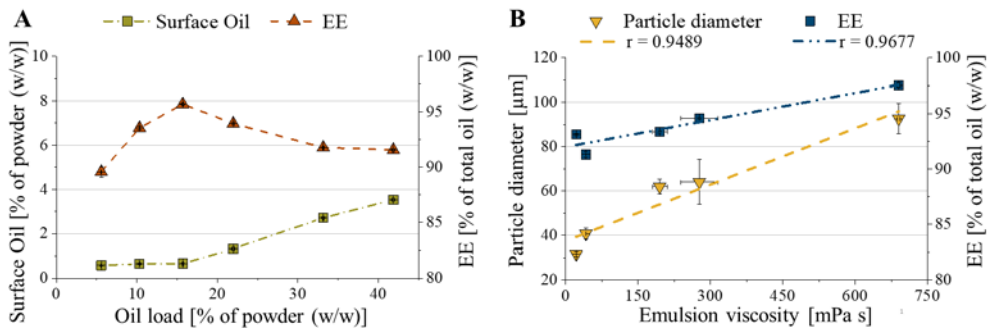 A
Surface Oil
EE
Surface Oil [% of powder (w/w)]
10
8
6
4
2
0
100
95
90
85
80
EE [% of total oil (w/w)]
0 10 20 30 40
Oil load [% of powder (w/w)]
B
Particle diameter
EE
r = 0.9489
r = 0.9677
Particle diameter [µm]
120
100
80
60
40
20
100
95
90
85
80
EE [% of total oil (w/w)]
0 150 300 450 600 750
Emulsion viscosity [mPa s]